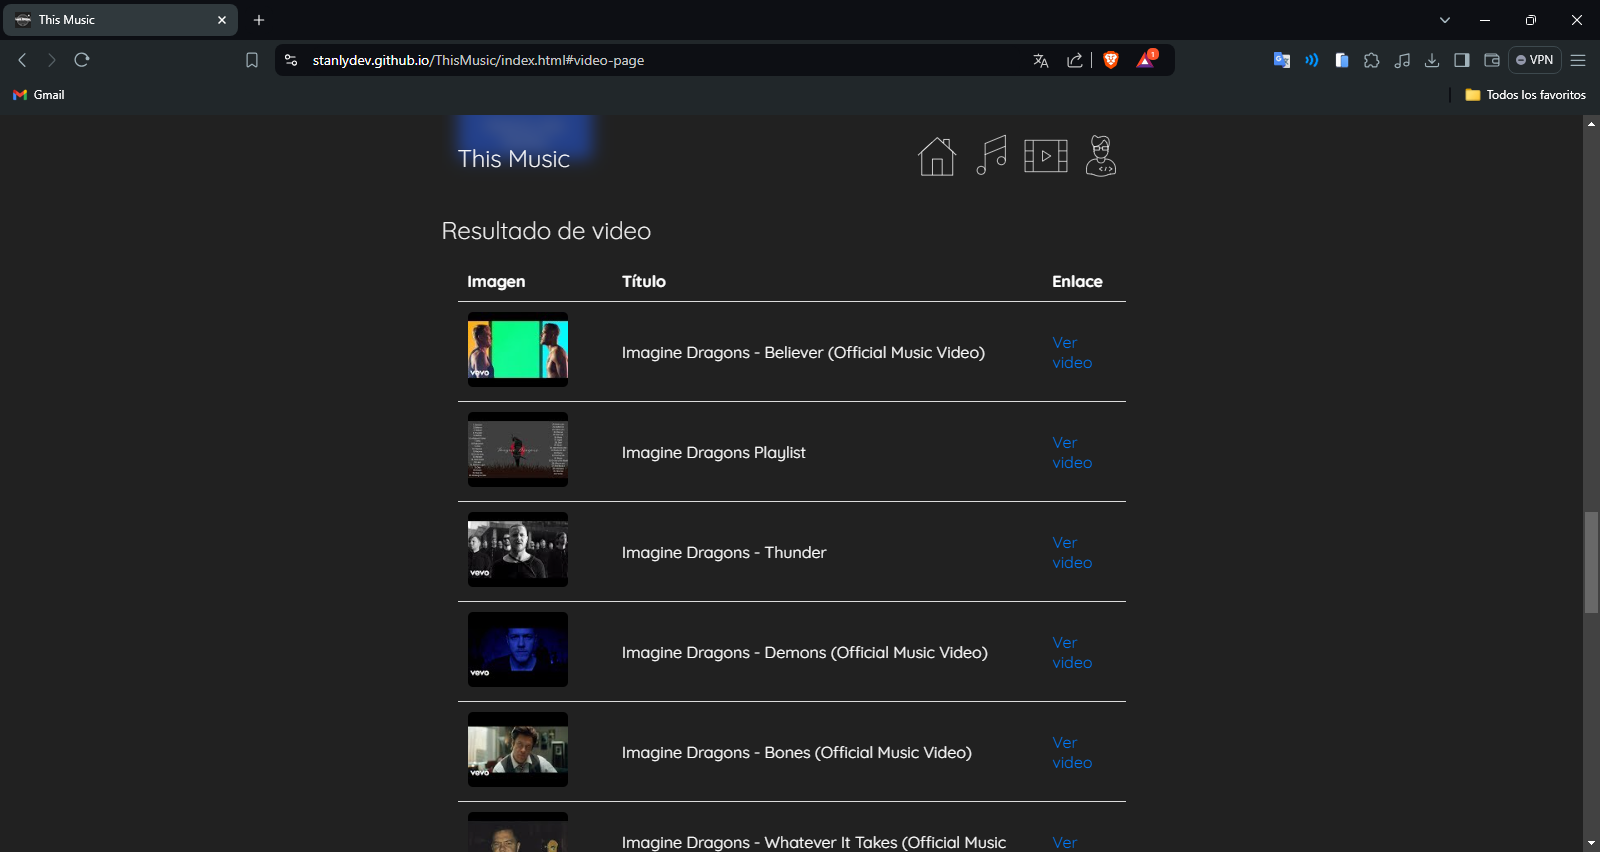 This Music
stanlydev.github.io/ThisMusic/index.html#video-page
1
VPN
Gmail
Todos los favoritos
This Music
Resultado de video
Imagen Título Enlace
vevo
Imagine Dragons - Believer (Official Music Video)
Ver
video
Imagine Dragons Playlist
Ver
video
vevo
Imagine Dragons - Thunder
Ver
video
vevo
Imagine Dragons - Demons (Official Music Video)
Ver
video
vevo
Imagine Dragons - Bones (Official Music Video)
Ver
video
Imagine Dragons - Whatever It Takes (Official Music
Ver